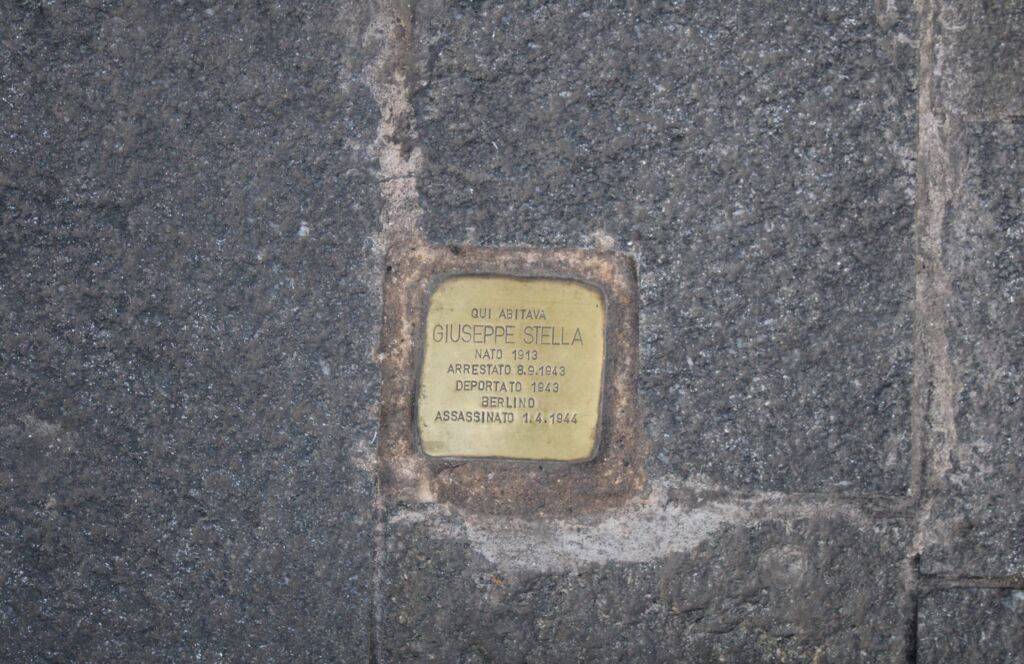 QUI ABITAVA
GIUSEPPE STELLA
NATO 1913
ARRESTATO 8.9.1943
DEPORTATO 1943
BERLINO
ASSASSINATO 1.4.1944